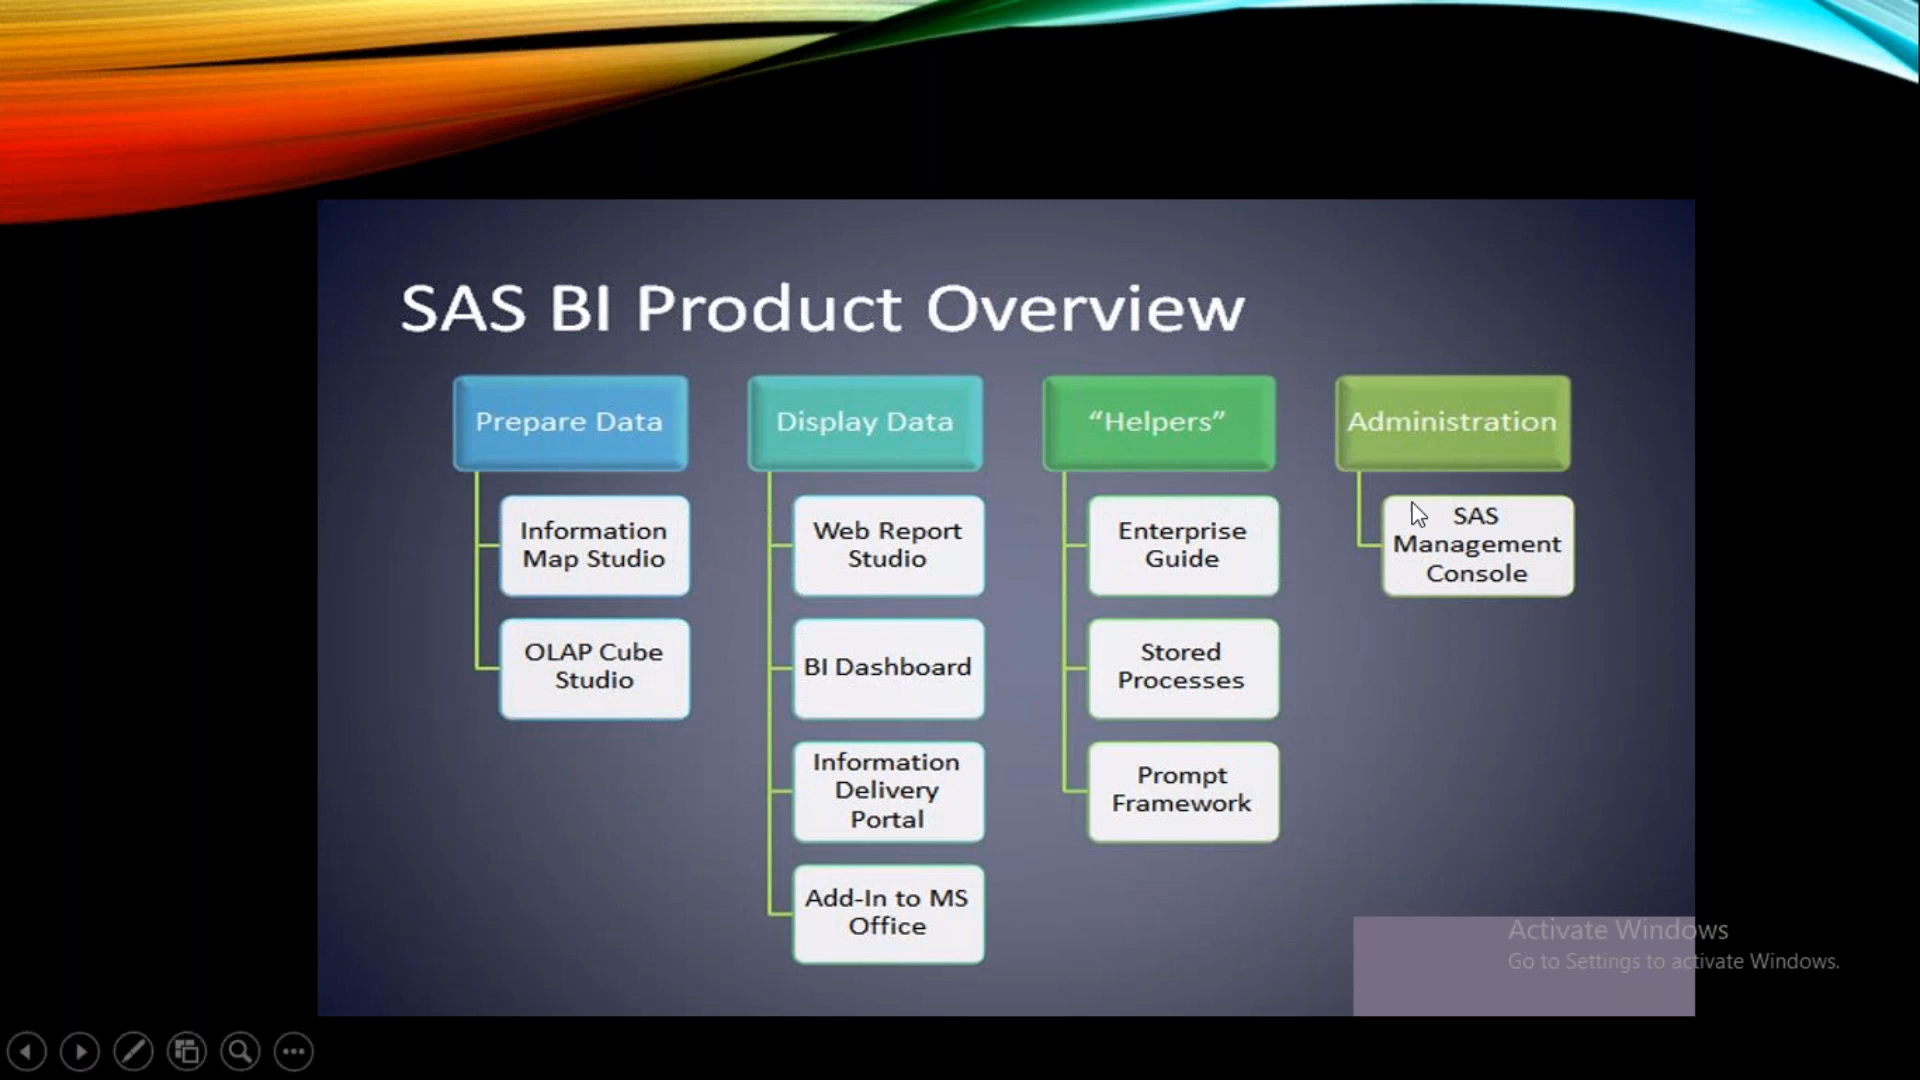 SAS BI Product Overview
Prepare Data
Information
Map Studio
OLAP Cube
Studio
Display Data
Web Report
Studio
BI Dashboard
Information
Delivery
Portal
Add-In to MS
Office
“Helpers”
Enterprise
Guide
Stored
Processes
Prompt
Framework
Administration
SAS
Management
Console
Activate Windows
Go to Settings to activate Windows.